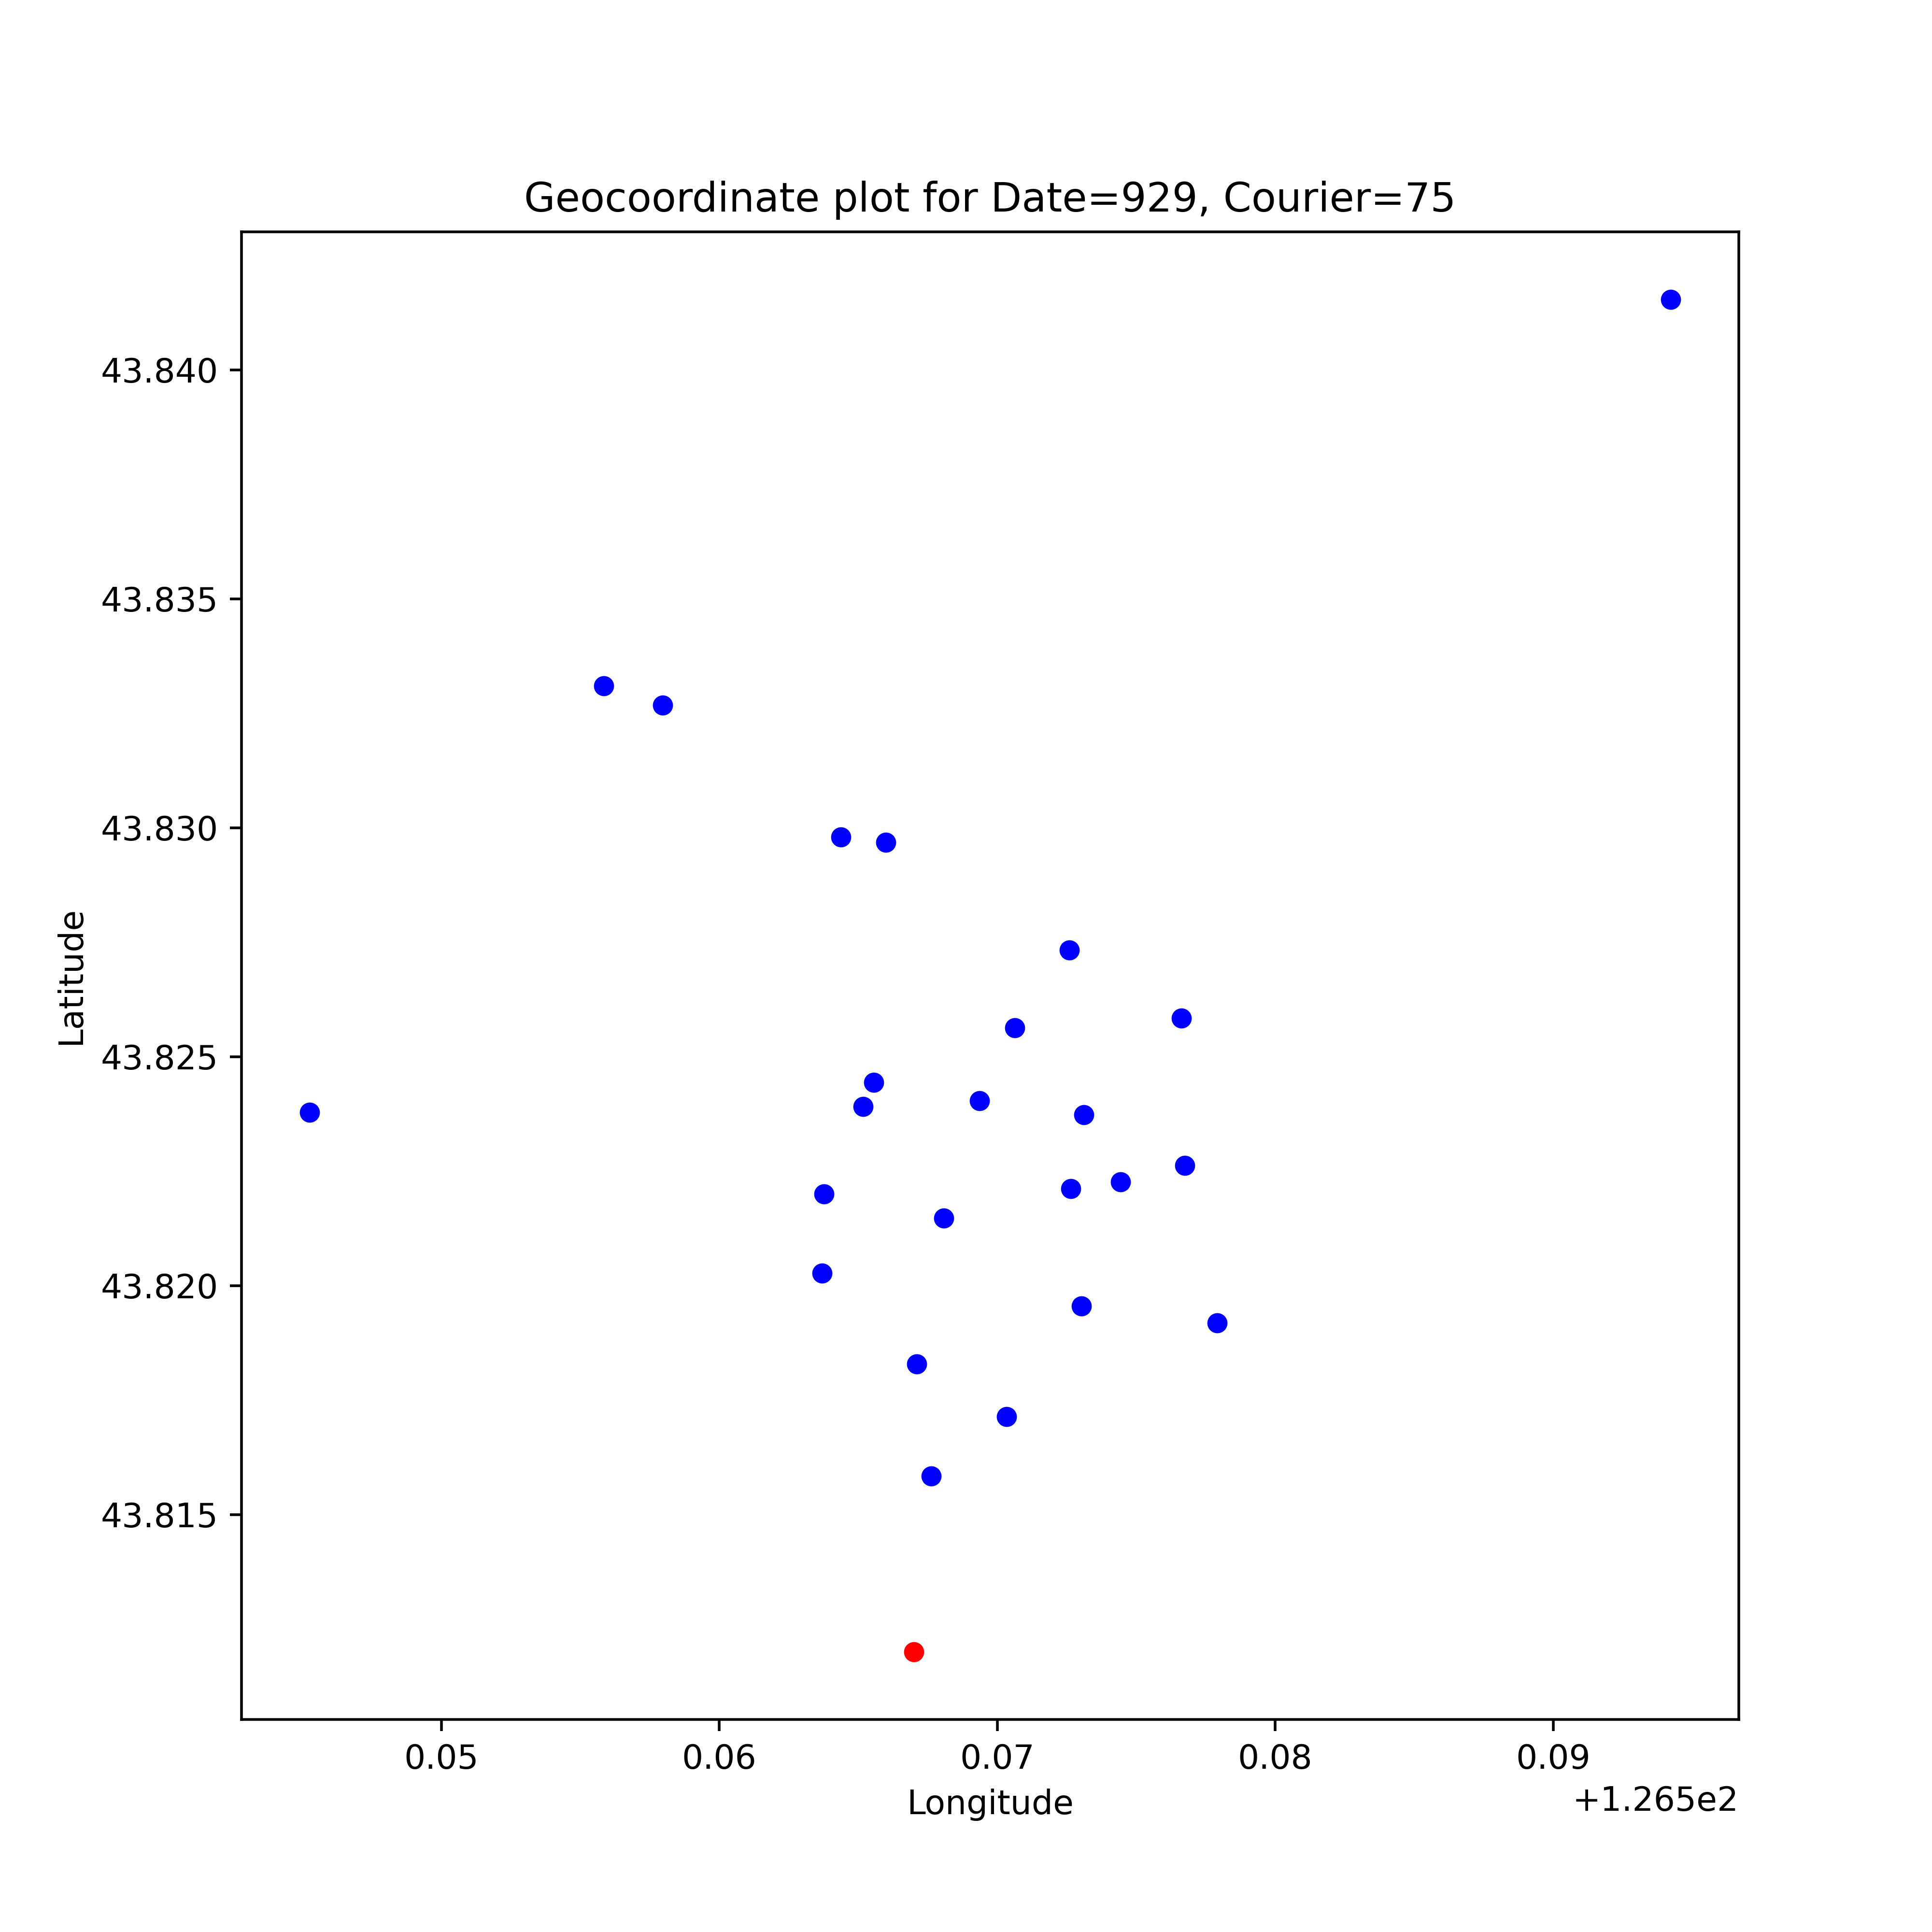 Geocoordinate plot for Date=929, Courier=75
43.840
43.835
43.830
43.825
43.820
43.815
Latitude
0.05 0.06 0.07 0.08 0.09
Longitude
+1.265e2